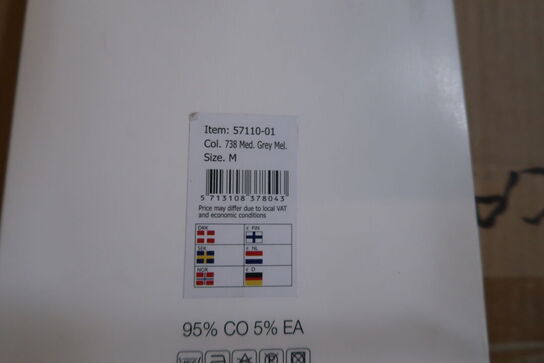 Item: 57110-01
Col. 738 Med. Grey Mel.
Size. M
5 713108 378043
Price may differ due to local VAT
and economic conditions
DKK € FIN
SEK € NL
NOK € D
95% CO 5% EA